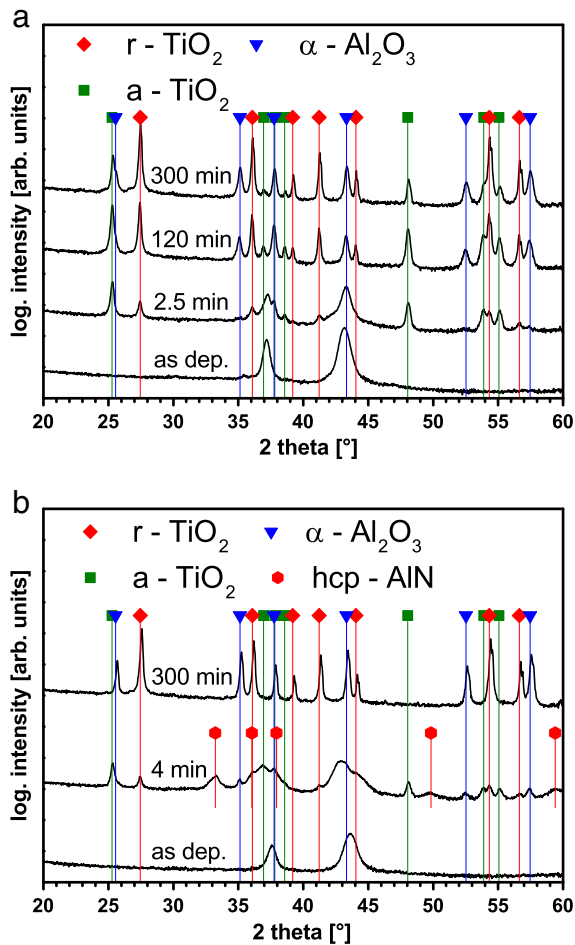 a
r - TiO₂ α - Al₂O₃
a - TiO₂
300 min
120 min
2.5 min
as dep.
log. intensity [arb. units]
20 25 30 35 40 45 50 55 60
2 theta [°]
b
r - TiO₂ α - Al₂O₃
a - TiO₂ hcp - AlN
300 min
4 min
as dep.
log. intensity [arb. units]
20 25 30 35 40 45 50 55 60
2 theta [°]